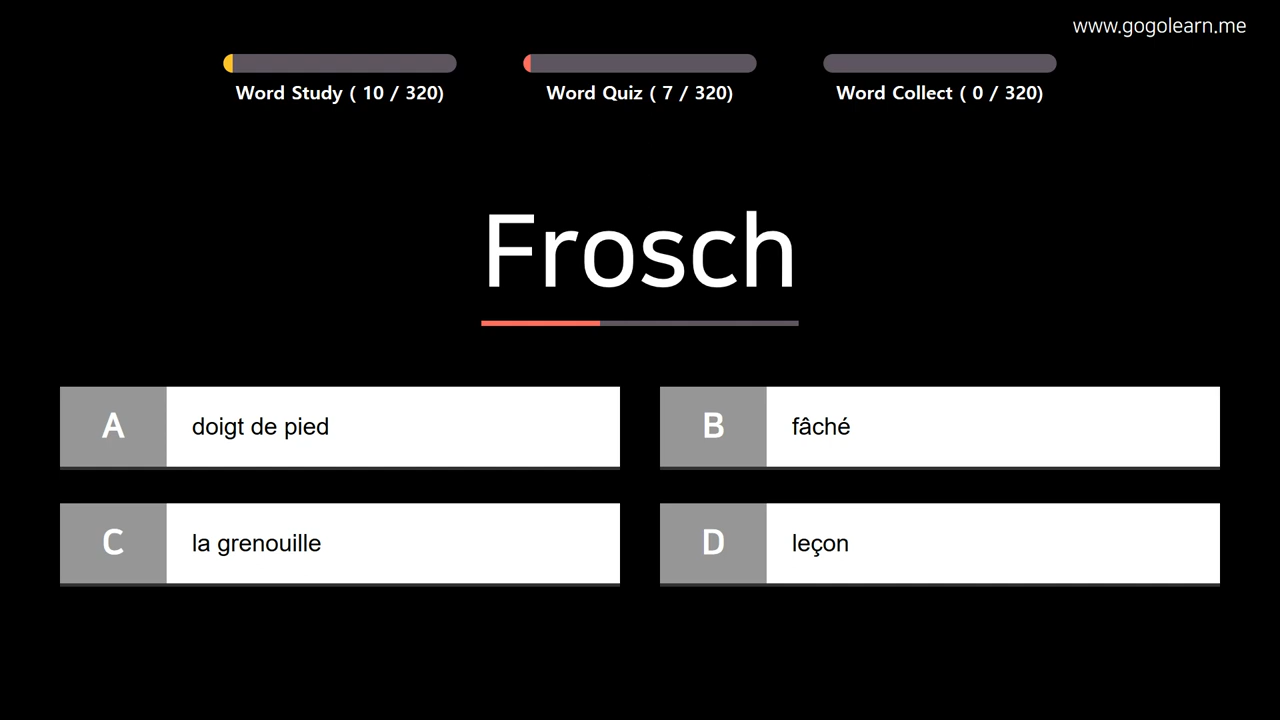 www.gogolearn.me
Word Study ( 10 / 320)
Word Quiz ( 7 / 320)
Word Collect ( 0 / 320)
Frosch
A
doigt de pied
B
fâché
C
la grenouille
D
leçon